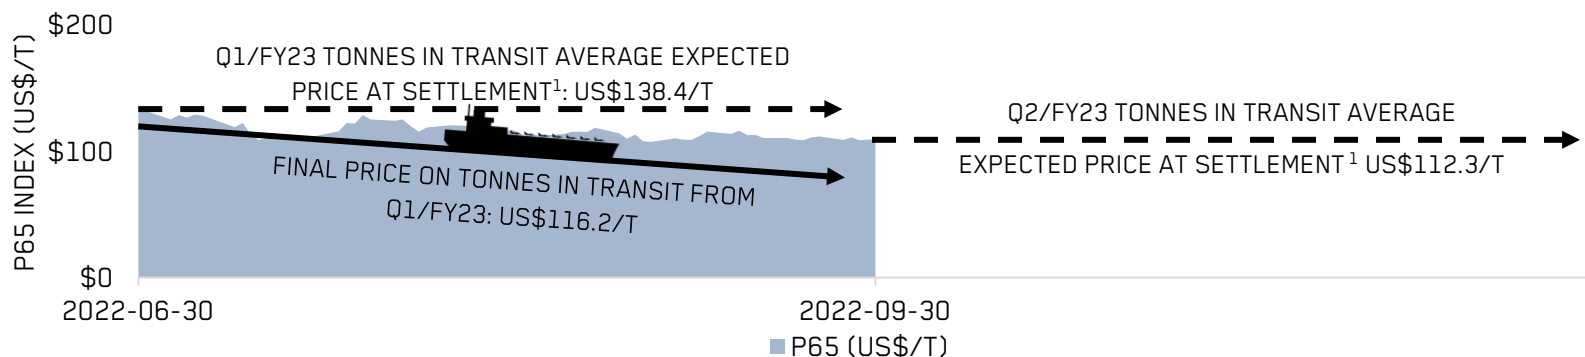 P65 INDEX (US$/T)
$200
$100
$0
Q1/FY23 TONNES IN TRANSIT AVERAGE EXPECTED
PRICE AT SETTLEMENT¹: US$138.4/T
FINAL PRICE ON TONNES IN TRANSIT FROM
Q1/FY23: US$116.2/T
Q2/FY23 TONNES IN TRANSIT AVERAGE
EXPECTED PRICE AT SETTLEMENT ¹ US$112.3/T
2022-06-30
2022-09-30
P65 (US$/T)